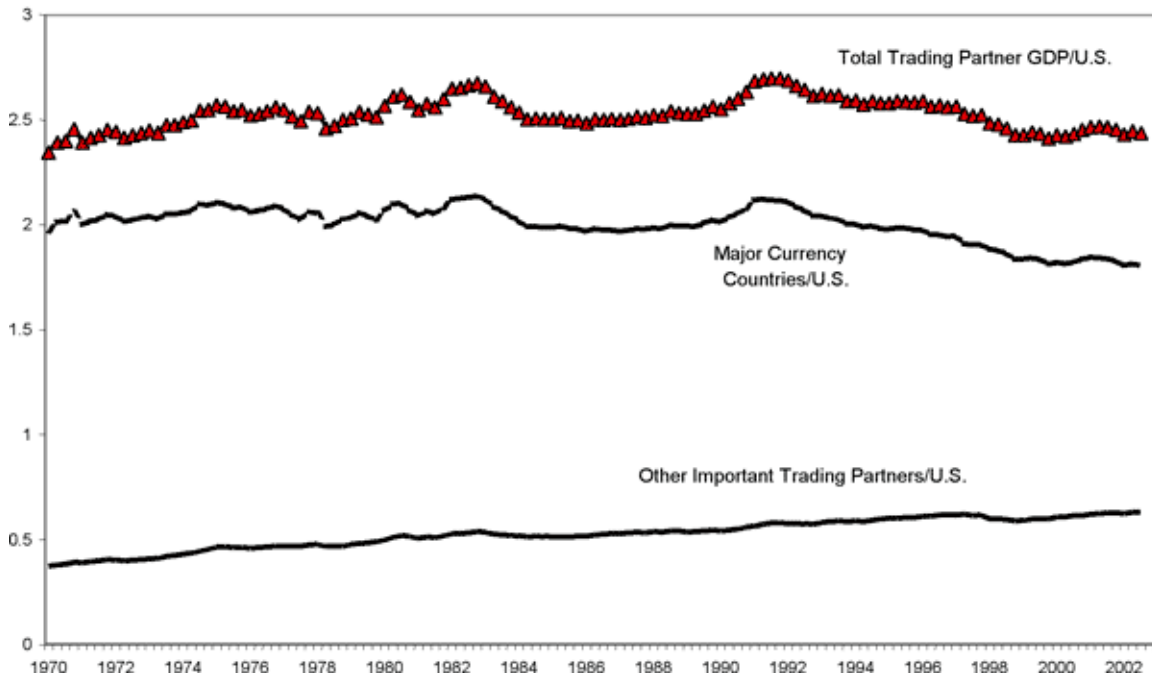 3
Total Trading Partner GDP/U.S.
2.5
2
Major Currency
Countries/U.S.
1.5
1
Other Important Trading Partners/U.S.
0.5
0
1970 1972 1974 1976 1978 1980 1982 1984 1986 1988 1990 1992 1994 1996 1998 2000 2002